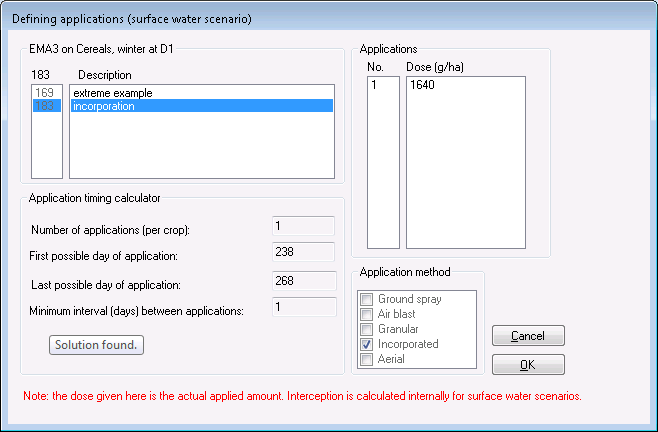 Defining applications (surface water scenario)
EMA3 on Cereals, winter at D1
183 Description
169 extreme example
183 incorporation
Application timing calculator
Number of applications (per crop): 1
First possible day of application: 238
Last possible day of application: 268
Minimum interval (days) between applications: 1
Solution found.
Applications
No. Dose (g/ha)
1 1640
Application method
Ground spray
Air blast
Granular
Incorporated
Aerial
Cancel
OK
Note: the dose given here is the actual applied amount. Interception is calculated internally for surface water scenarios.